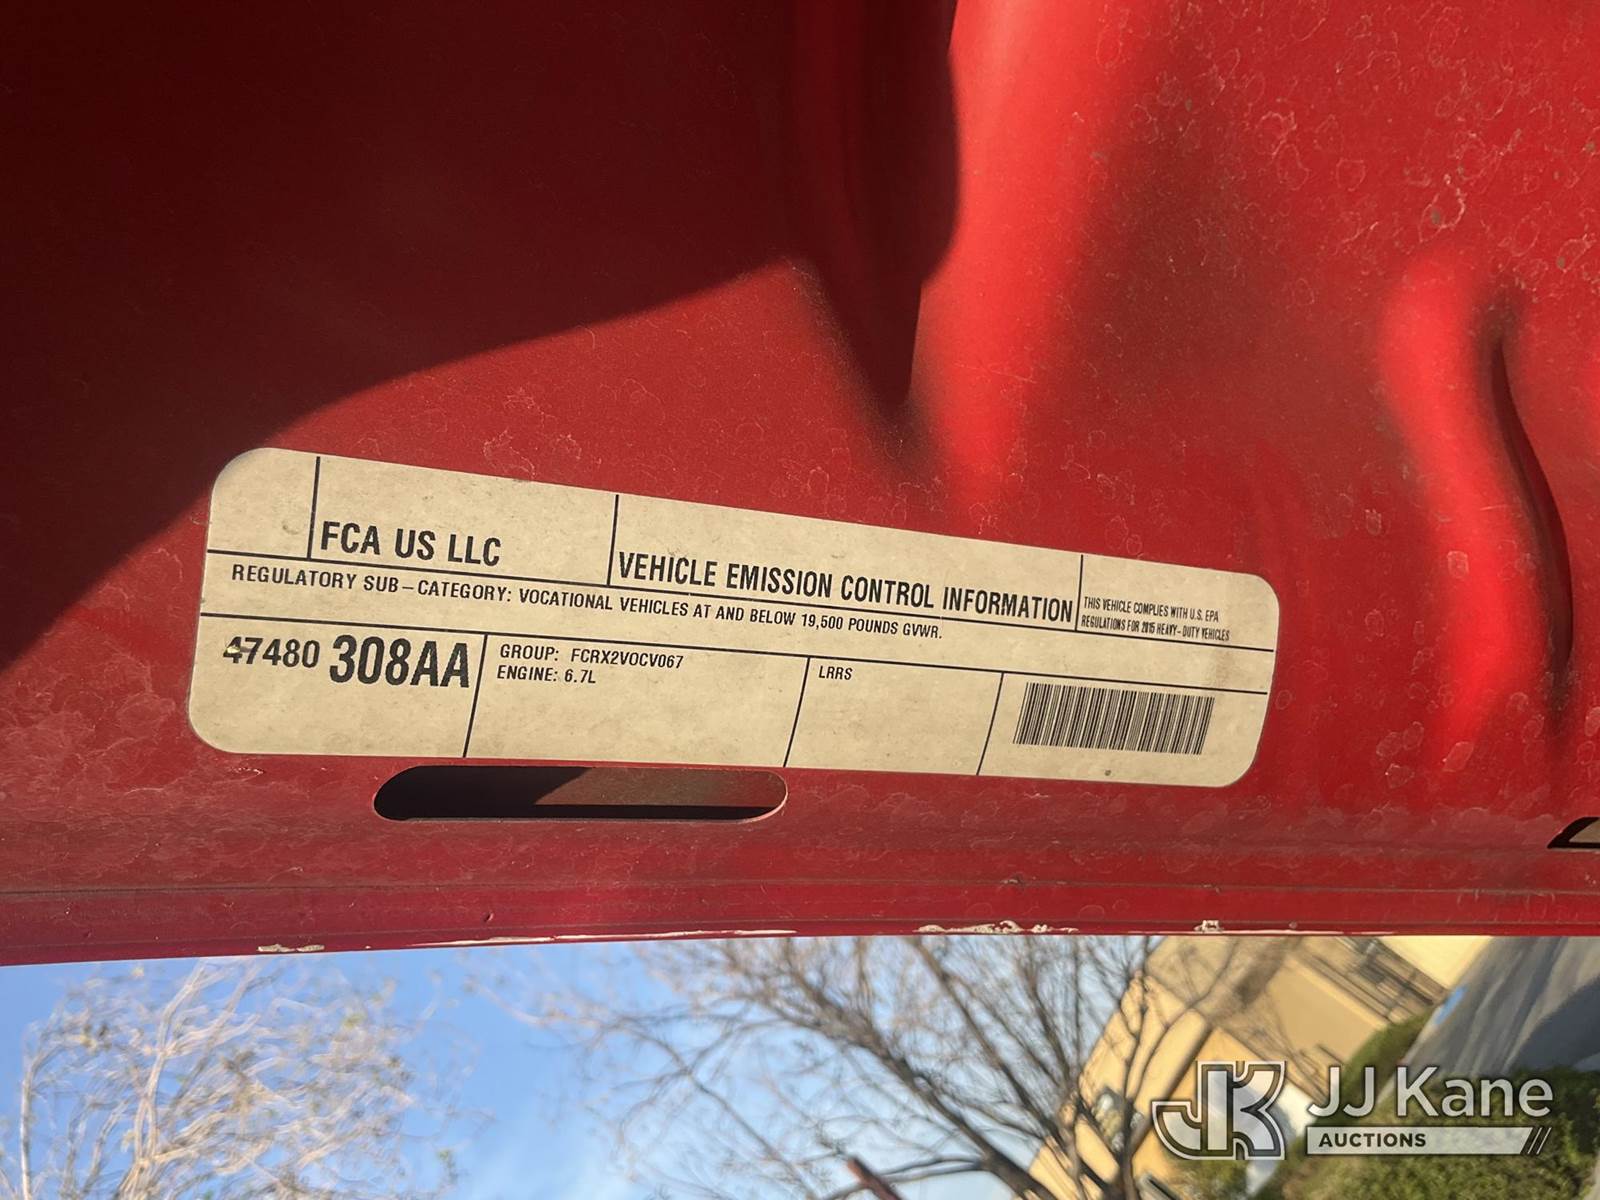 FCA US LLC
VEHICLE EMISSION CONTROL INFORMATION
THIS VEHICLE COMPLIES WITH U.S. EPA
REGULATIONS FOR 2015 HEAVY-DUTY VEHICLES
REGULATORY SUB-CATEGORY: VOCATIONAL VEHICLES AT AND BELOW 19,500 POUNDS GVWR.
47480 308AA
GROUP: FCRX2VOCV067
ENGINE: 6.7L
LRRS
JK
JJ Kane
AUCTIONS